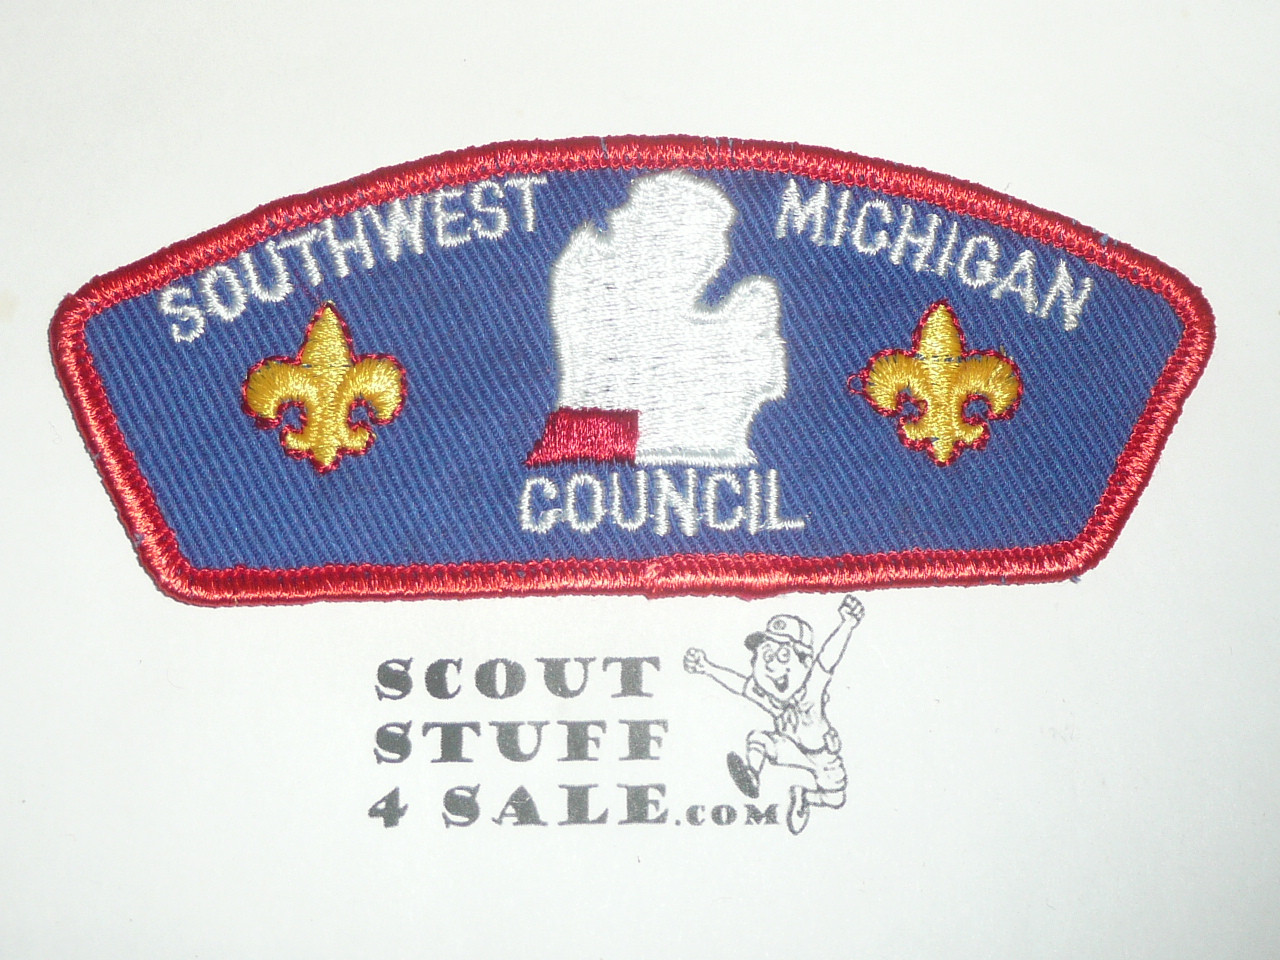 SOUTHWEST MICHIGAN
COUNCIL
SCOUT
STUFF
4 SALE.COM